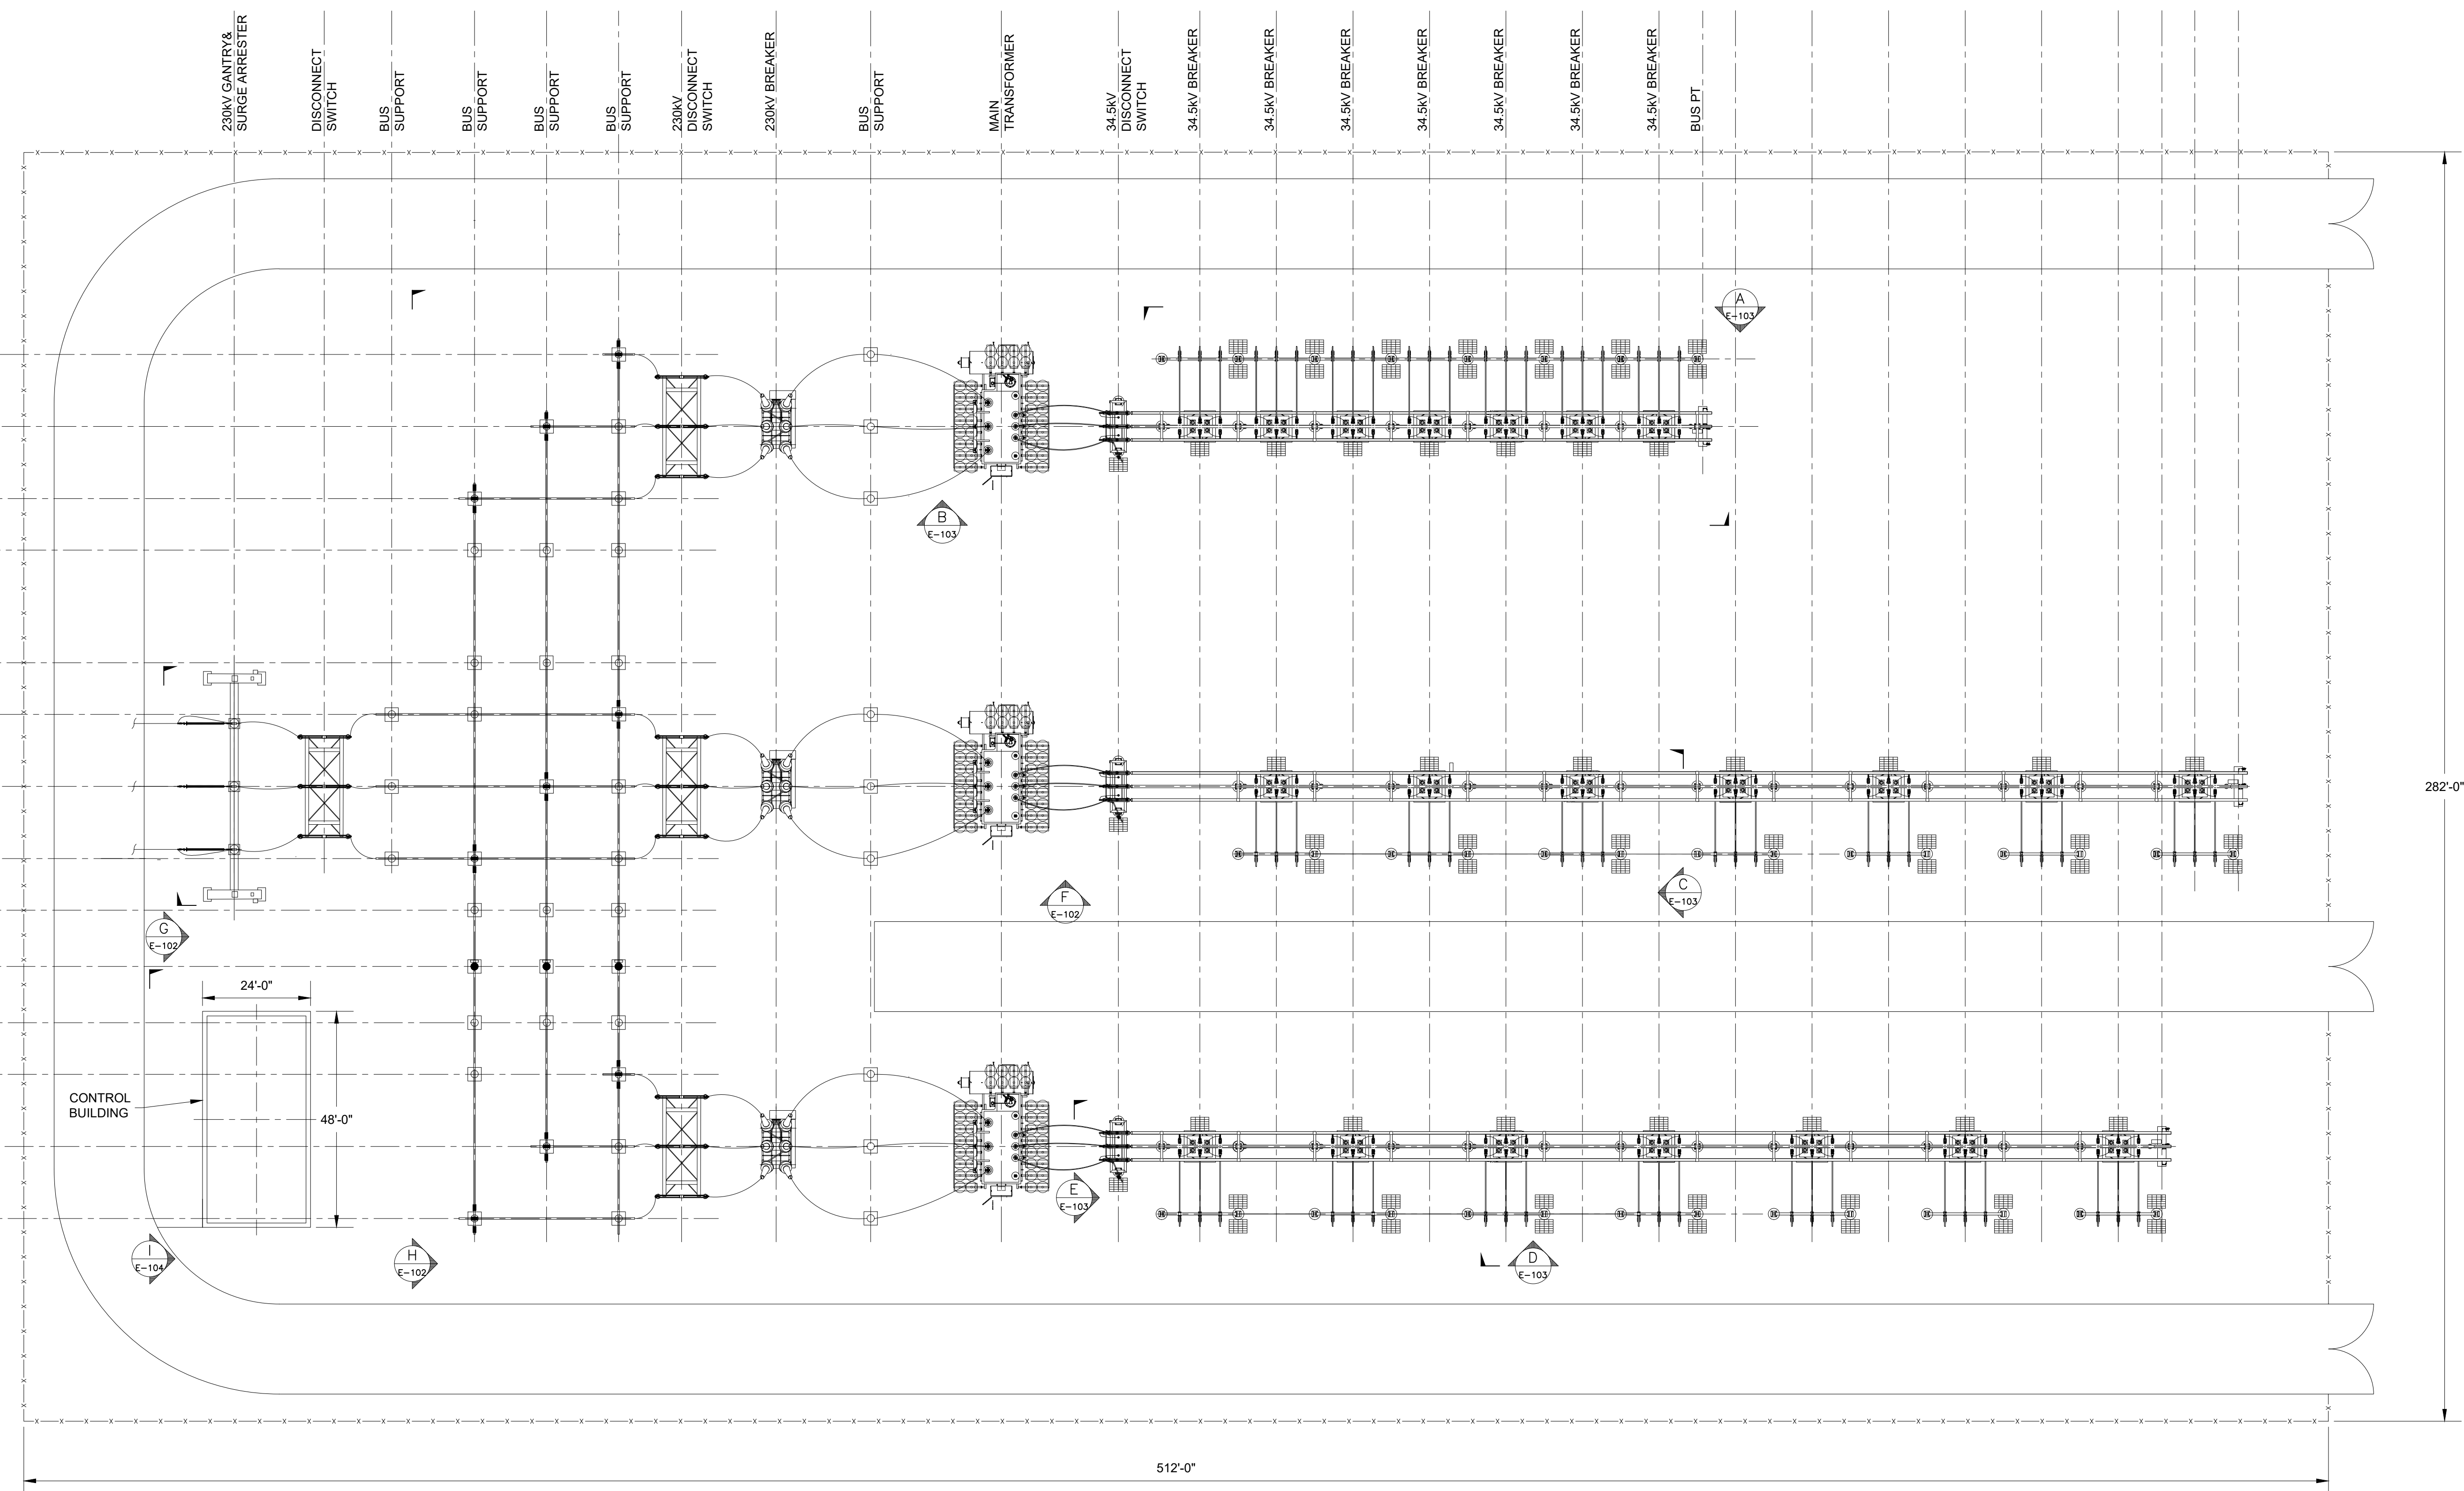 230kV GANTRY&
SURGE ARRESTER
DISCONNECT
SWITCH
BUS
SUPPORT
BUS
SUPPORT
BUS
SUPPORT
BUS
SUPPORT
230kV
DISCONNECT
SWITCH
230kV BREAKER
BUS
SUPPORT
MAIN
TRANSFORMER
34.5kV
DISCONNECT
SWITCH
34.5kV BREAKER
34.5kV BREAKER
34.5kV BREAKER
34.5kV BREAKER
34.5kV BREAKER
34.5kV BREAKER
34.5kV BREAKER
BUS PT
A
E-103
B
E-103
282'-0"
C
E-103
F
E-102
G
E-102
24'-0"
CONTROL
BUILDING
48'-0"
E
E-103
I
E-104
H
E-102
D
E-103
512'-0"